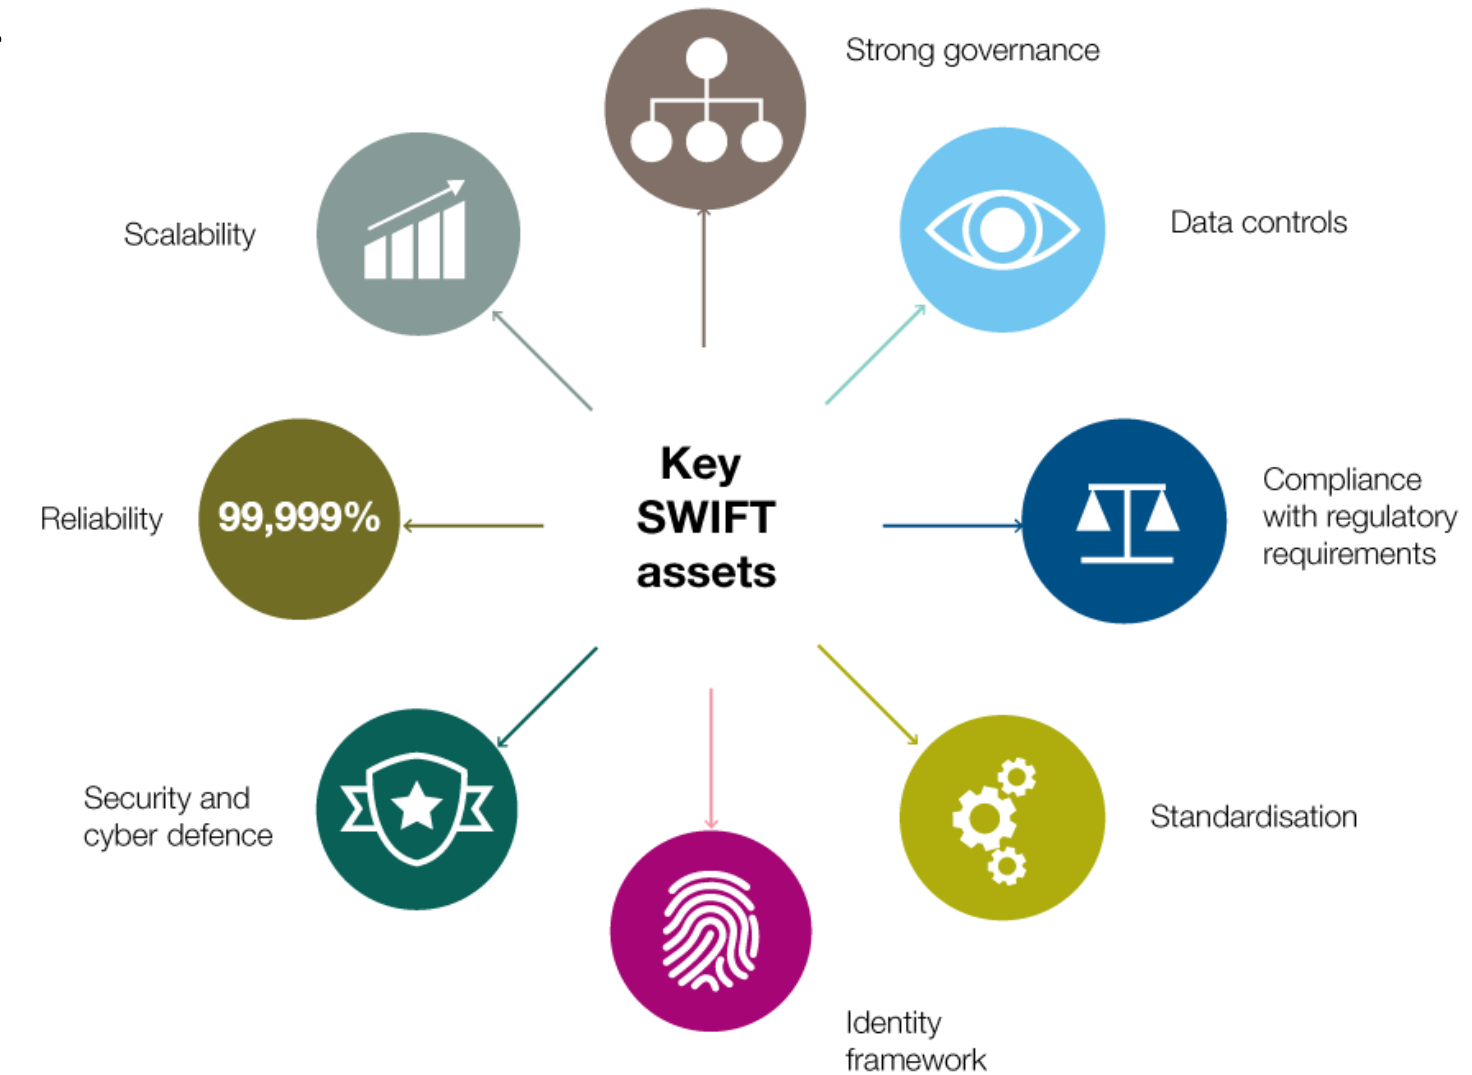 Strong governance
Data controls
Scalability
Key
SWIFT
assets
Compliance
with regulatory
requirements
Reliability
99,999%
Security and
cyber defence
Standardisation
Identity
framework